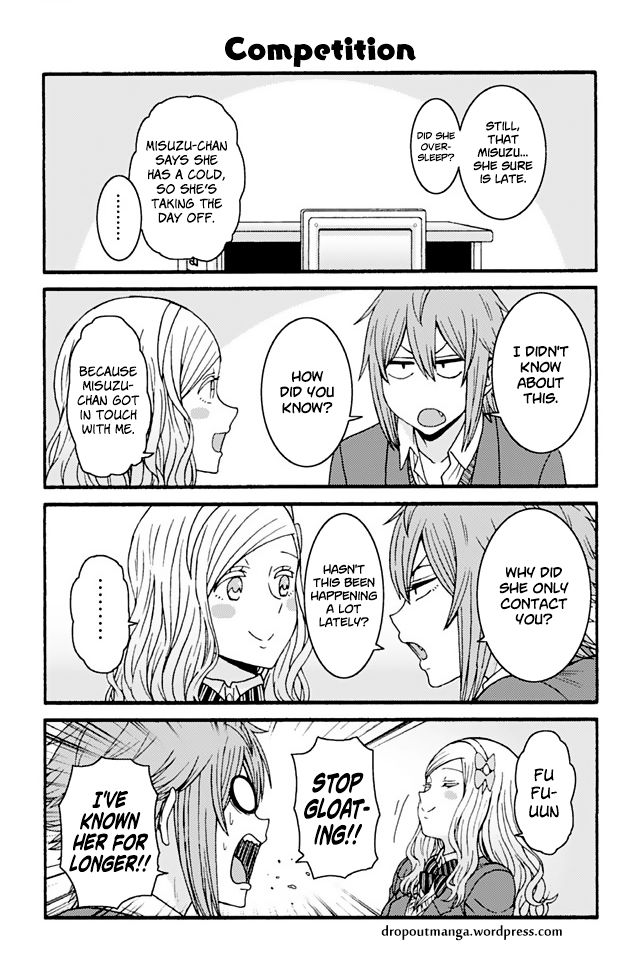 Competition
STILL,
THAT
MISUZU...
SHE SURE
IS LATE.
DID SHE
OVER-
SLEEP?
MISUZU-CHAN
SAYS SHE
HAS A COLD,
SO SHE'S
TAKING THE
DAY OFF.
........
I DIDN'T
KNOW
ABOUT
THIS.
HOW
DID YOU
KNOW?
BECAUSE
MISUZU-
CHAN GOT
IN TOUCH
WITH ME.
WHY DID
SHE ONLY
CONTACT
YOU?
HASN'T
THIS BEEN
HAPPENING
A LOT
LATELY?
........
FU
FU-
UUN
STOP
GLOAT-
ING!!
I'VE
KNOWN
HER FOR
LONGER!!
dropoutmanga.wordpress.com